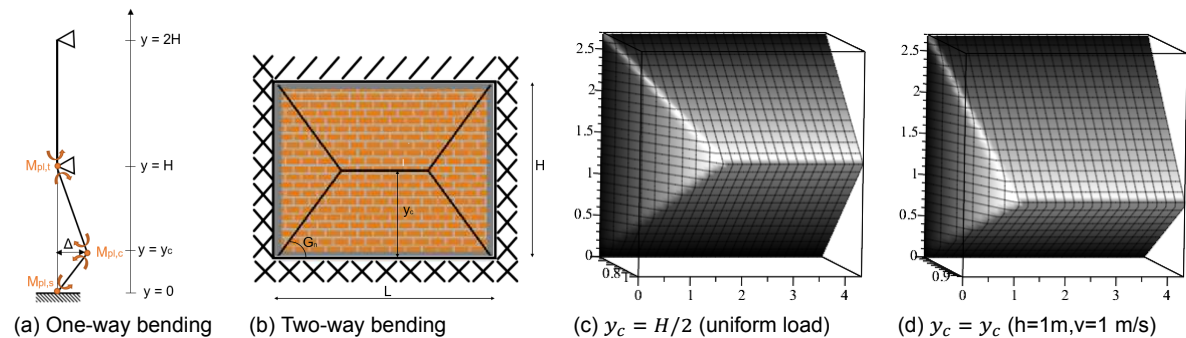 y = 2H
M_pl,t
y = H
Δ
M_pl,c
y = y_c
M_pl,s
y = 0
(a) One-way bending
H
y_c
L
(b) Two-way bending
2.5
2
1.5
1
0.5
0
0.8
0
1
2
3
4
(c) y_c = H/2 (uniform load)
2.5
2
1.5
1
0.5
0
0.9
0
1
2
3
4
(d) y_c = y_c (h=1m,v=1 m/s)